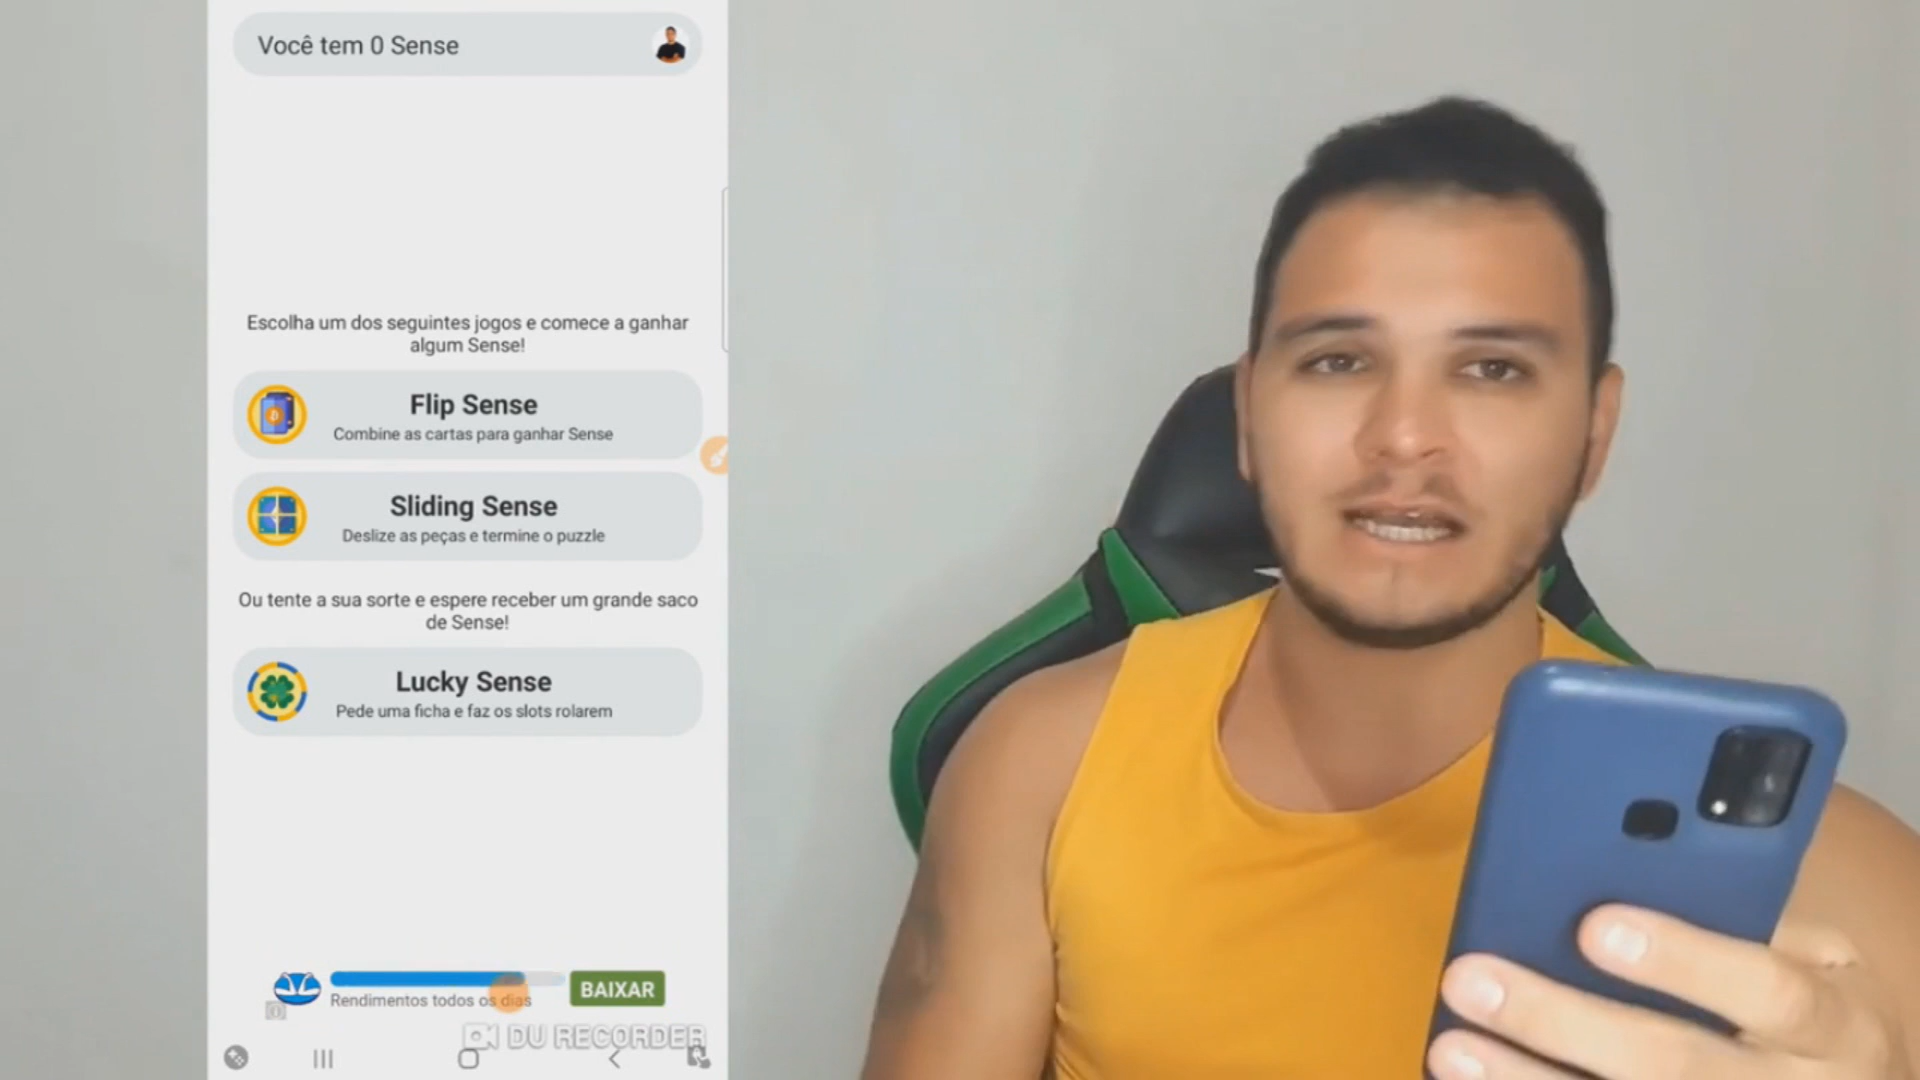 Você tem 0 Sense
Escolha um dos seguintes jogos e comece a ganhar
algum Sense!
Flip Sense
Combine as cartas para ganhar Sense
Sliding Sense
Deslize as peças e termine o puzzle
Ou tente a sua sorte e espere receber um grande saco
de Sense!
Lucky Sense
Pede uma ficha e faz os slots rolarem
BAIXAR
Rendimentos todos os dias
DU RECORDER